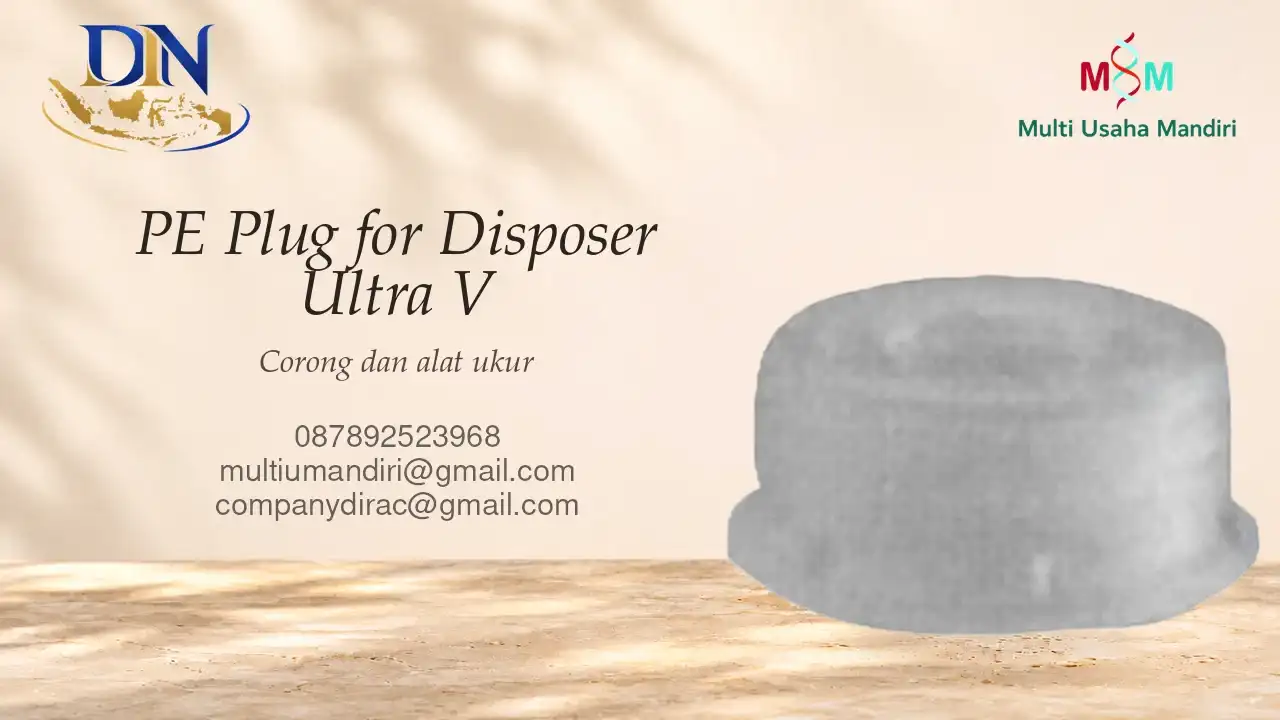 DN
M M
Multi Usaha Mandiri
PE Plug for Disposer
Ultra V
Corong dan alat ukur
087892523968
multiumandiri@gmail.com
companydirac@gmail.com